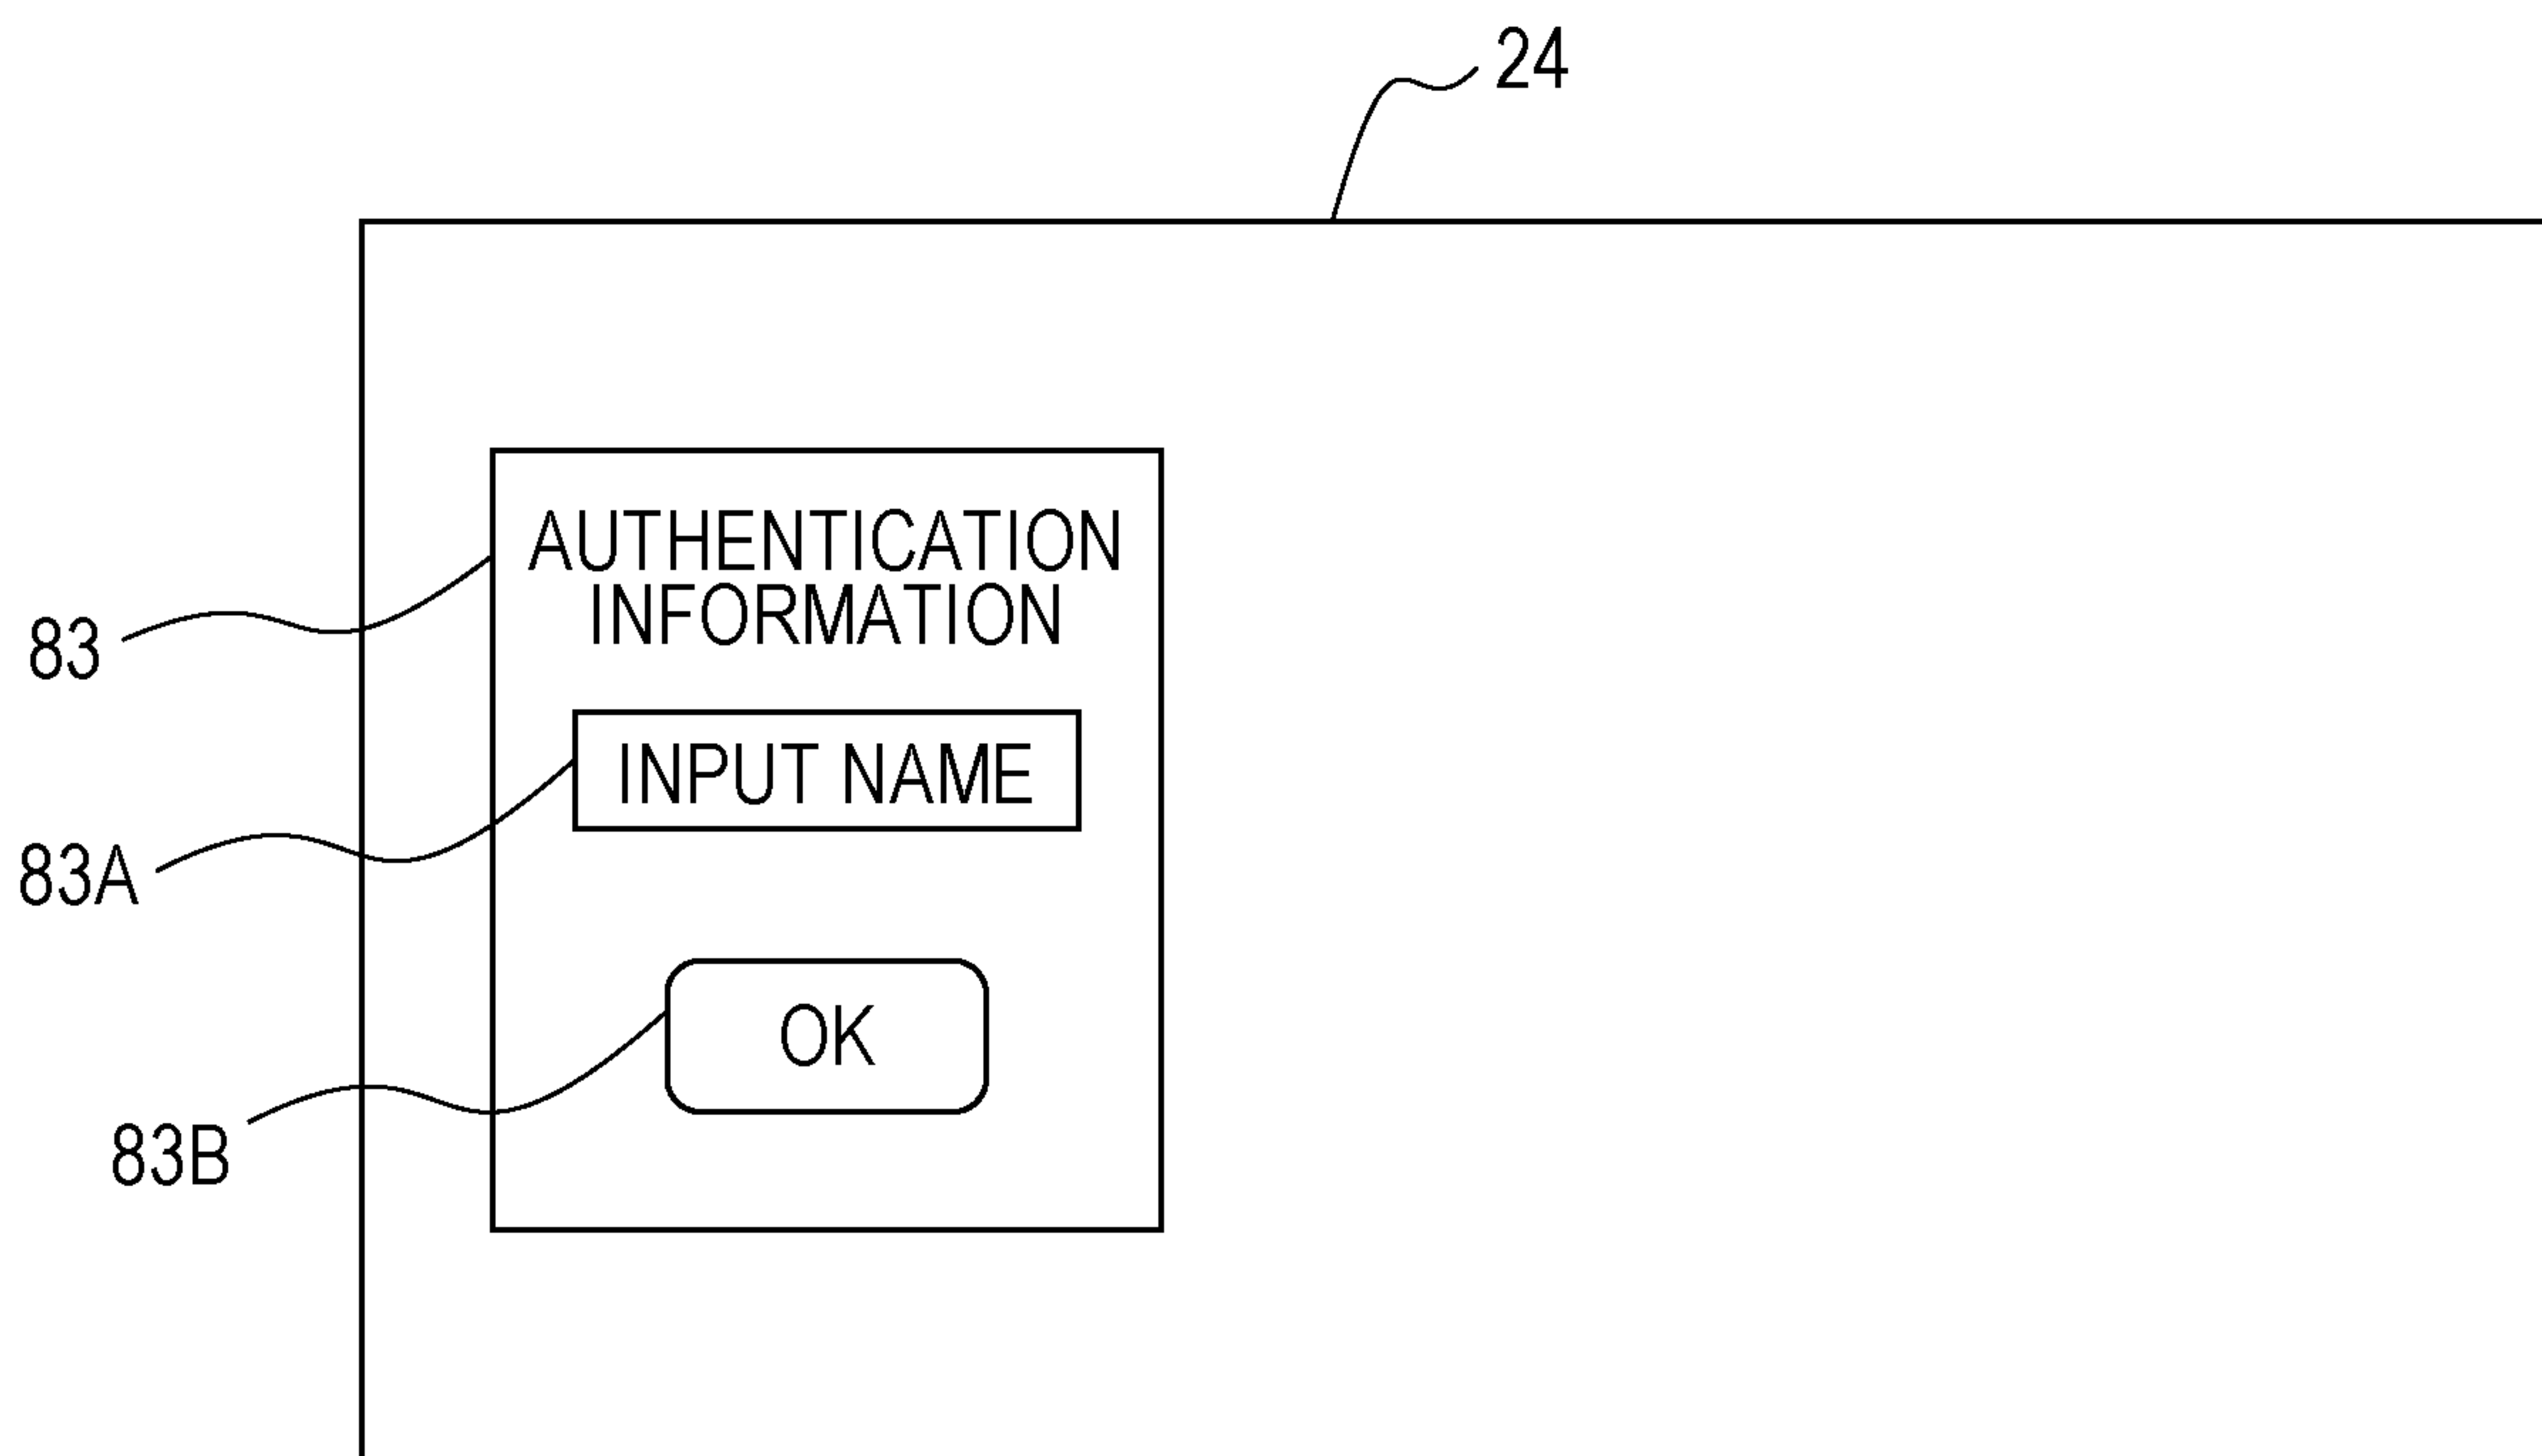 24
AUTHENTICATION
INFORMATION
83
INPUT NAME
83A
OK
83B